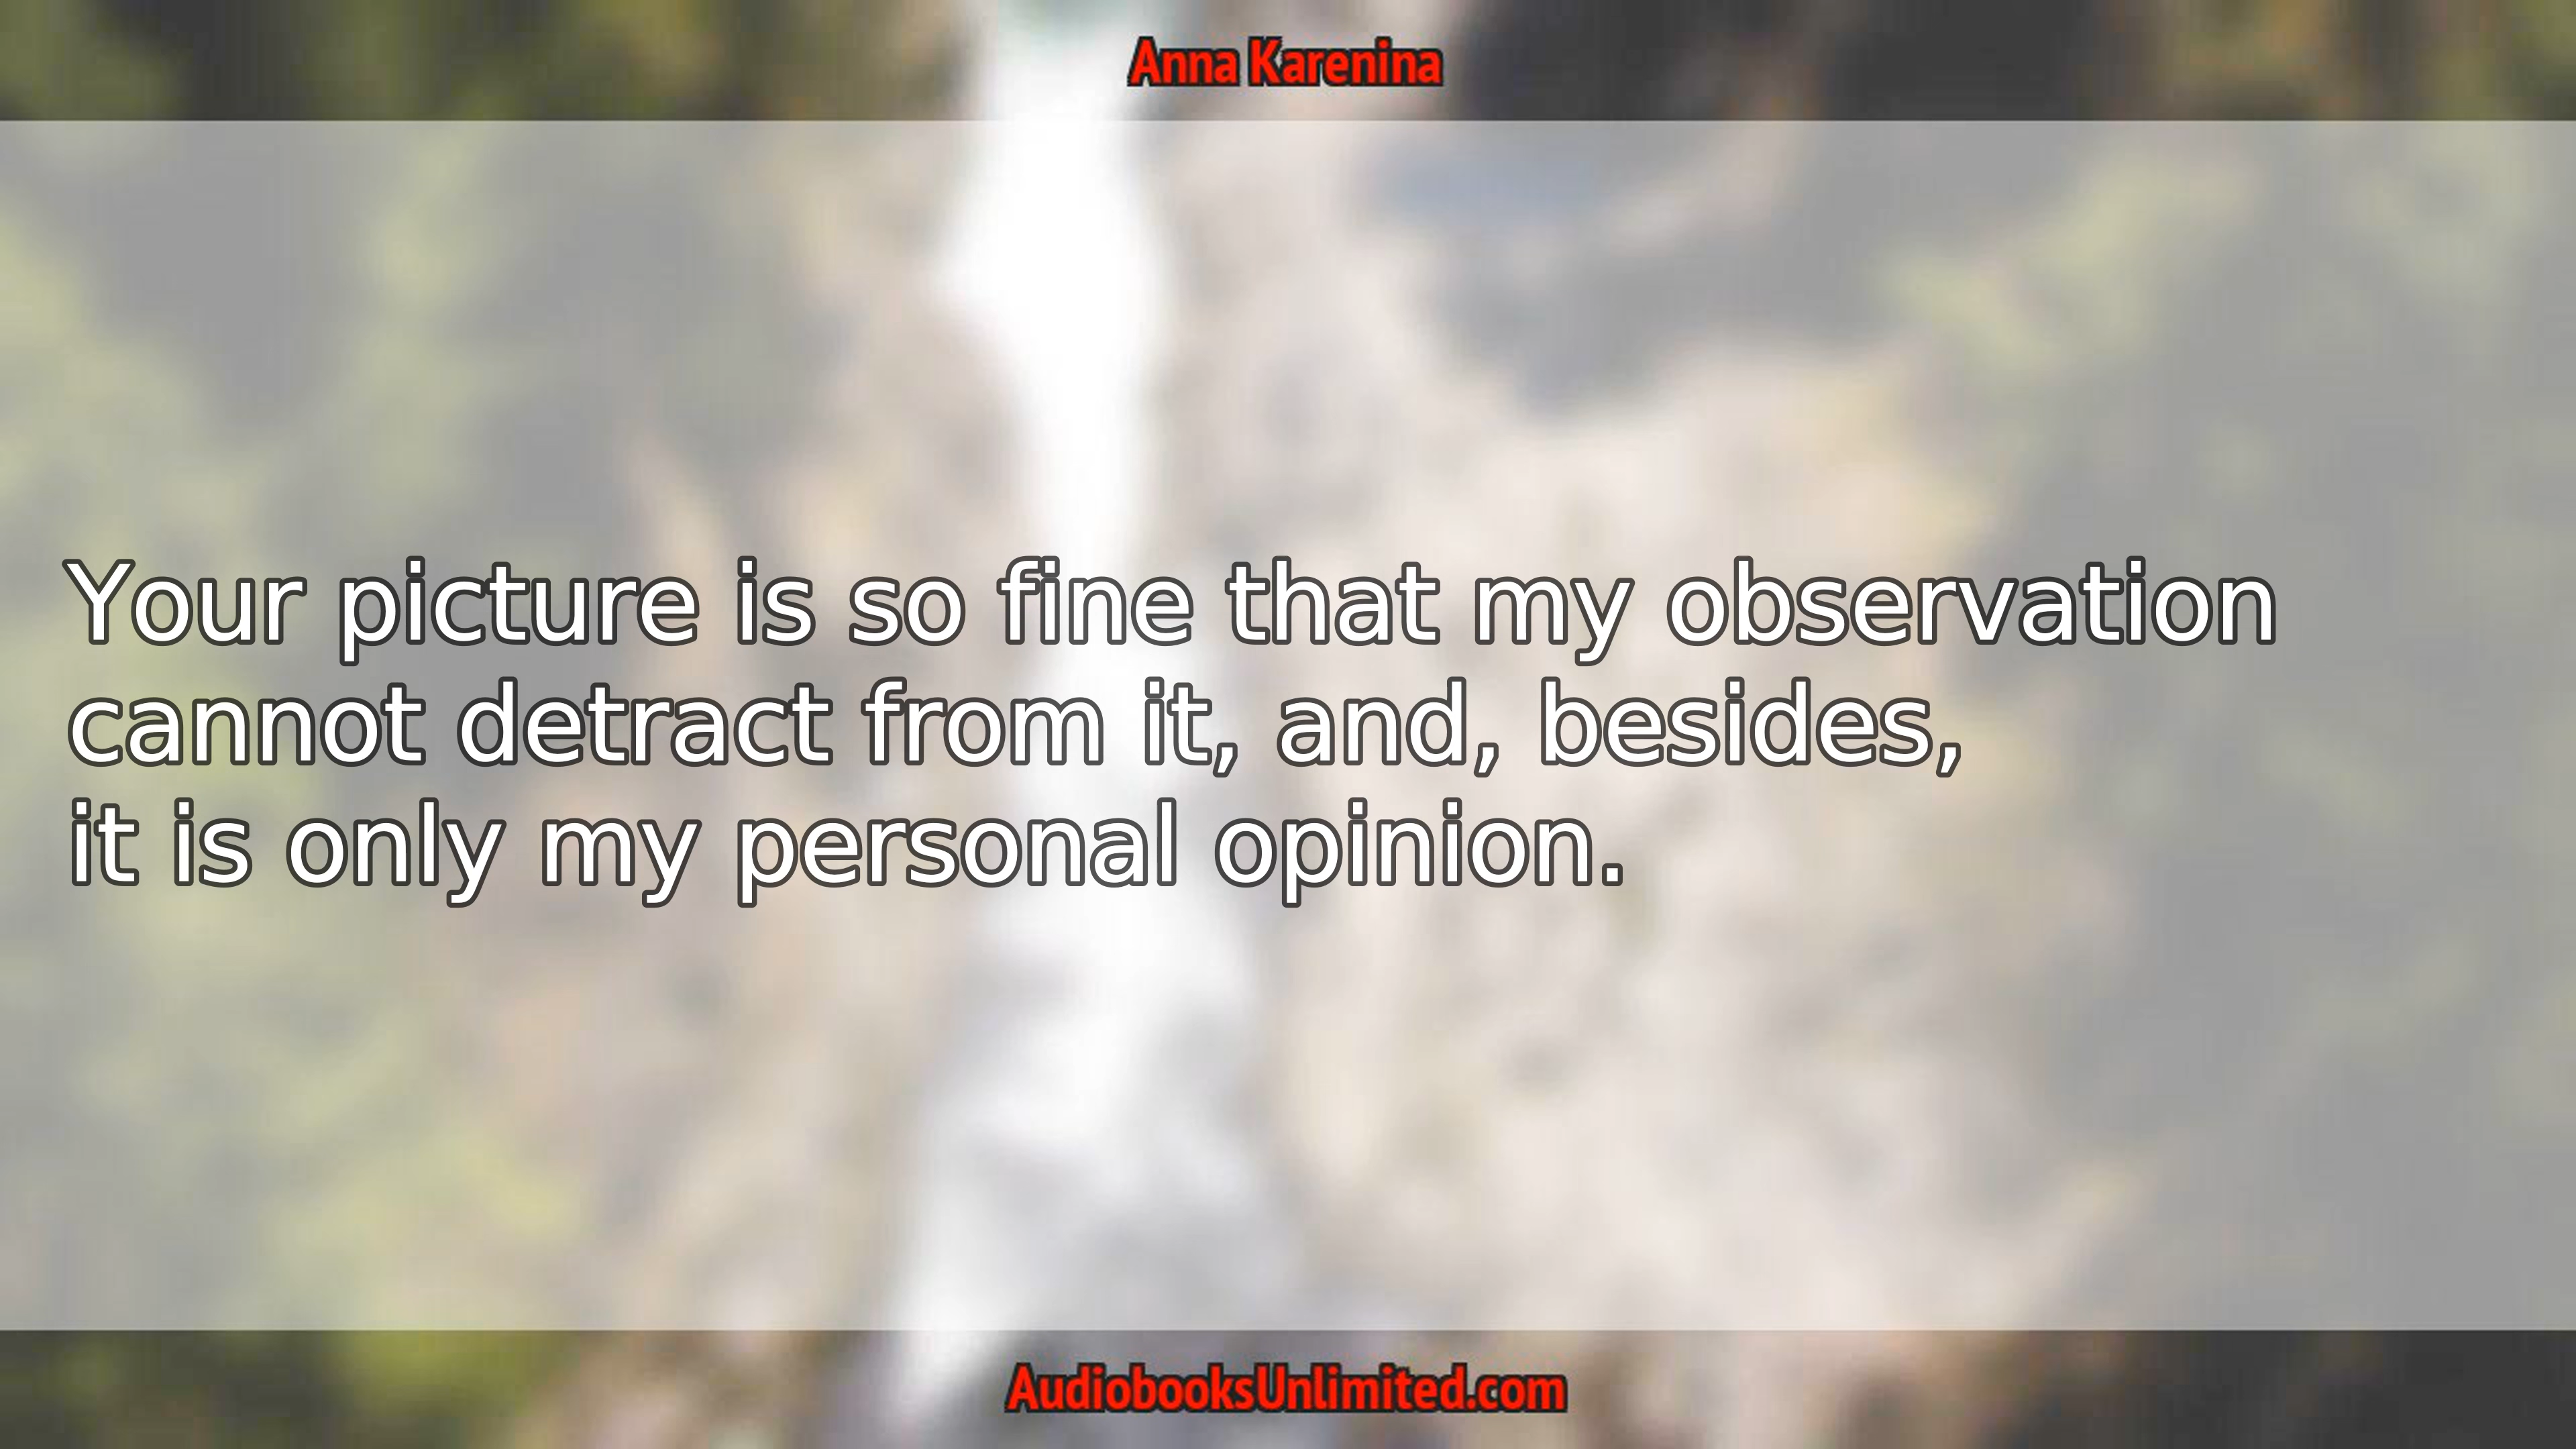 Anna Karenina
Your picture is so fine that my observation
cannot detract from it, and, besides,
it is only my personal opinion.
AudiobooksUnlimited.com